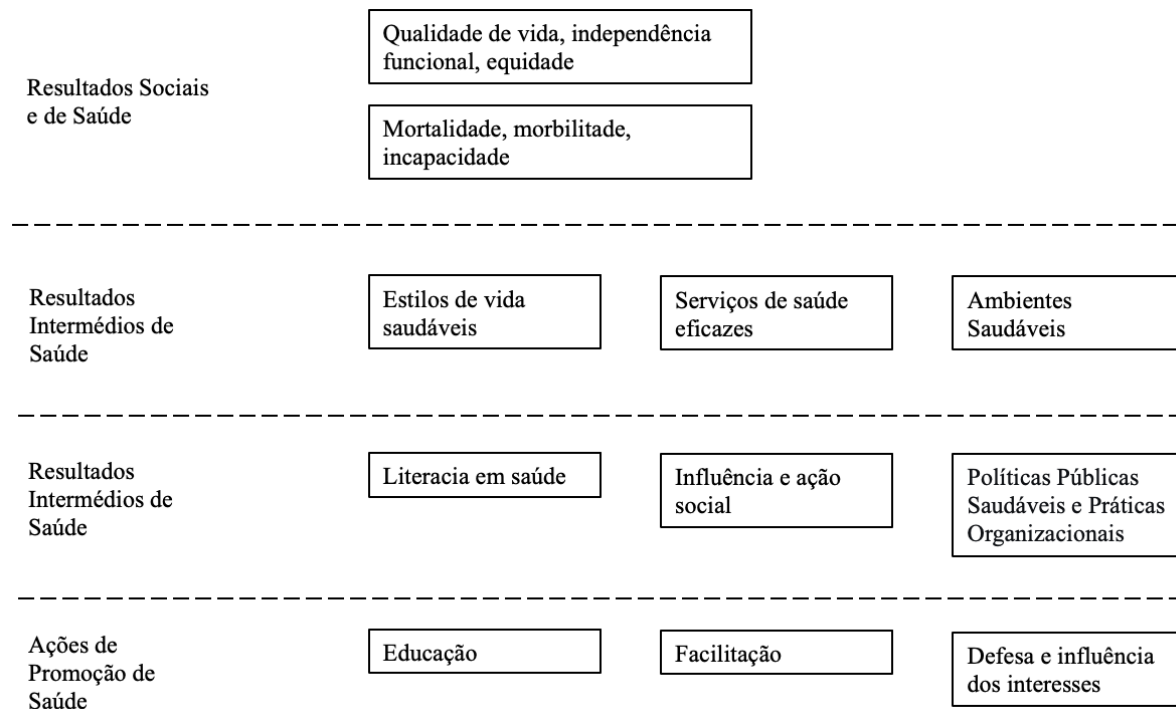 Resultados Sociais
e de Saúde
Qualidade de vida, independência
funcional, equidade
Mortalidade, morbilitade,
incapacidade
Resultados
Intermédios de
Saúde
Estilos de vida
saudáveis
Serviços de saúde
eficazes
Ambientes
Saudáveis
Resultados
Intermédios de
Saúde
Literacia em saúde
Influência e ação
social
Políticas Públicas
Saudáveis e Práticas
Organizacionais
Ações de
Promoção de
Saúde
Educação
Facilitação
Defesa e influência
dos interesses